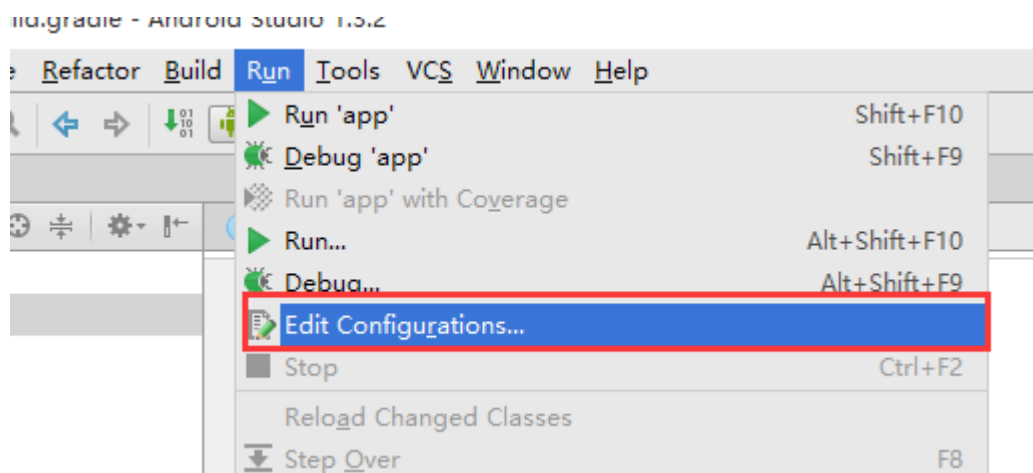 ild.gradle - Android Studio 1.3.2
Refactor Build Run Tools VCS Window Help
Run 'app' Shift+F10
Debug 'app' Shift+F9
Run 'app' with Coverage
Run... Alt+Shift+F10
Debug... Alt+Shift+F9
Edit Configurations...
Stop Ctrl+F2
Reload Changed Classes
Step Over F8